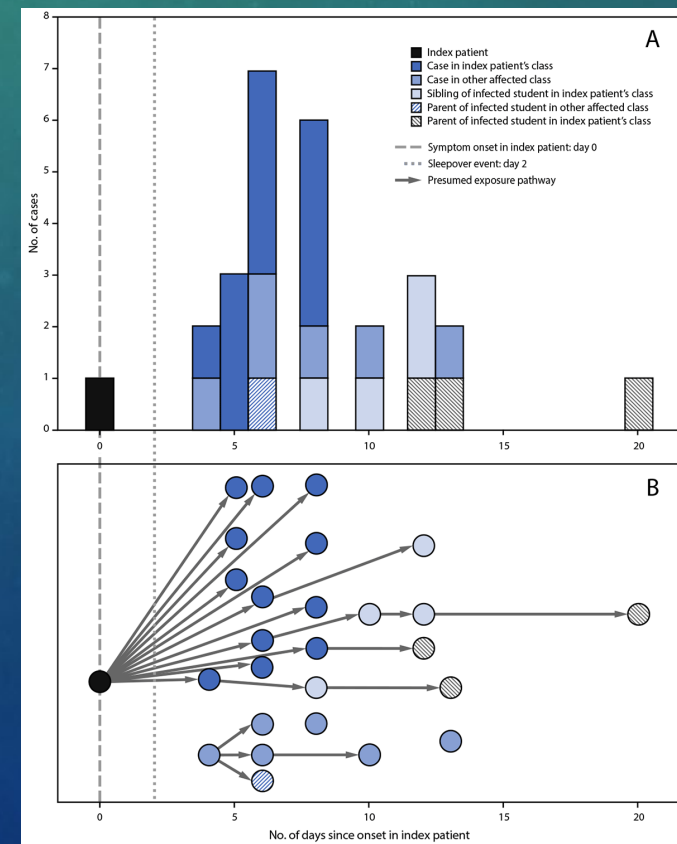 A
8
7
6
5
4
3
2
1
0
No. of cases
Index patient
Case in index patient's class
Case in other affected class
Sibling of infected student in index patient's class
Parent of infected student in other affected class
Parent of infected student in index patient's class
Symptom onset in index patient: day 0
Sleepover event: day 2
Presumed exposure pathway
0 5 10 15 20
B
0 5 10 15 20
No. of days since onset in index patient